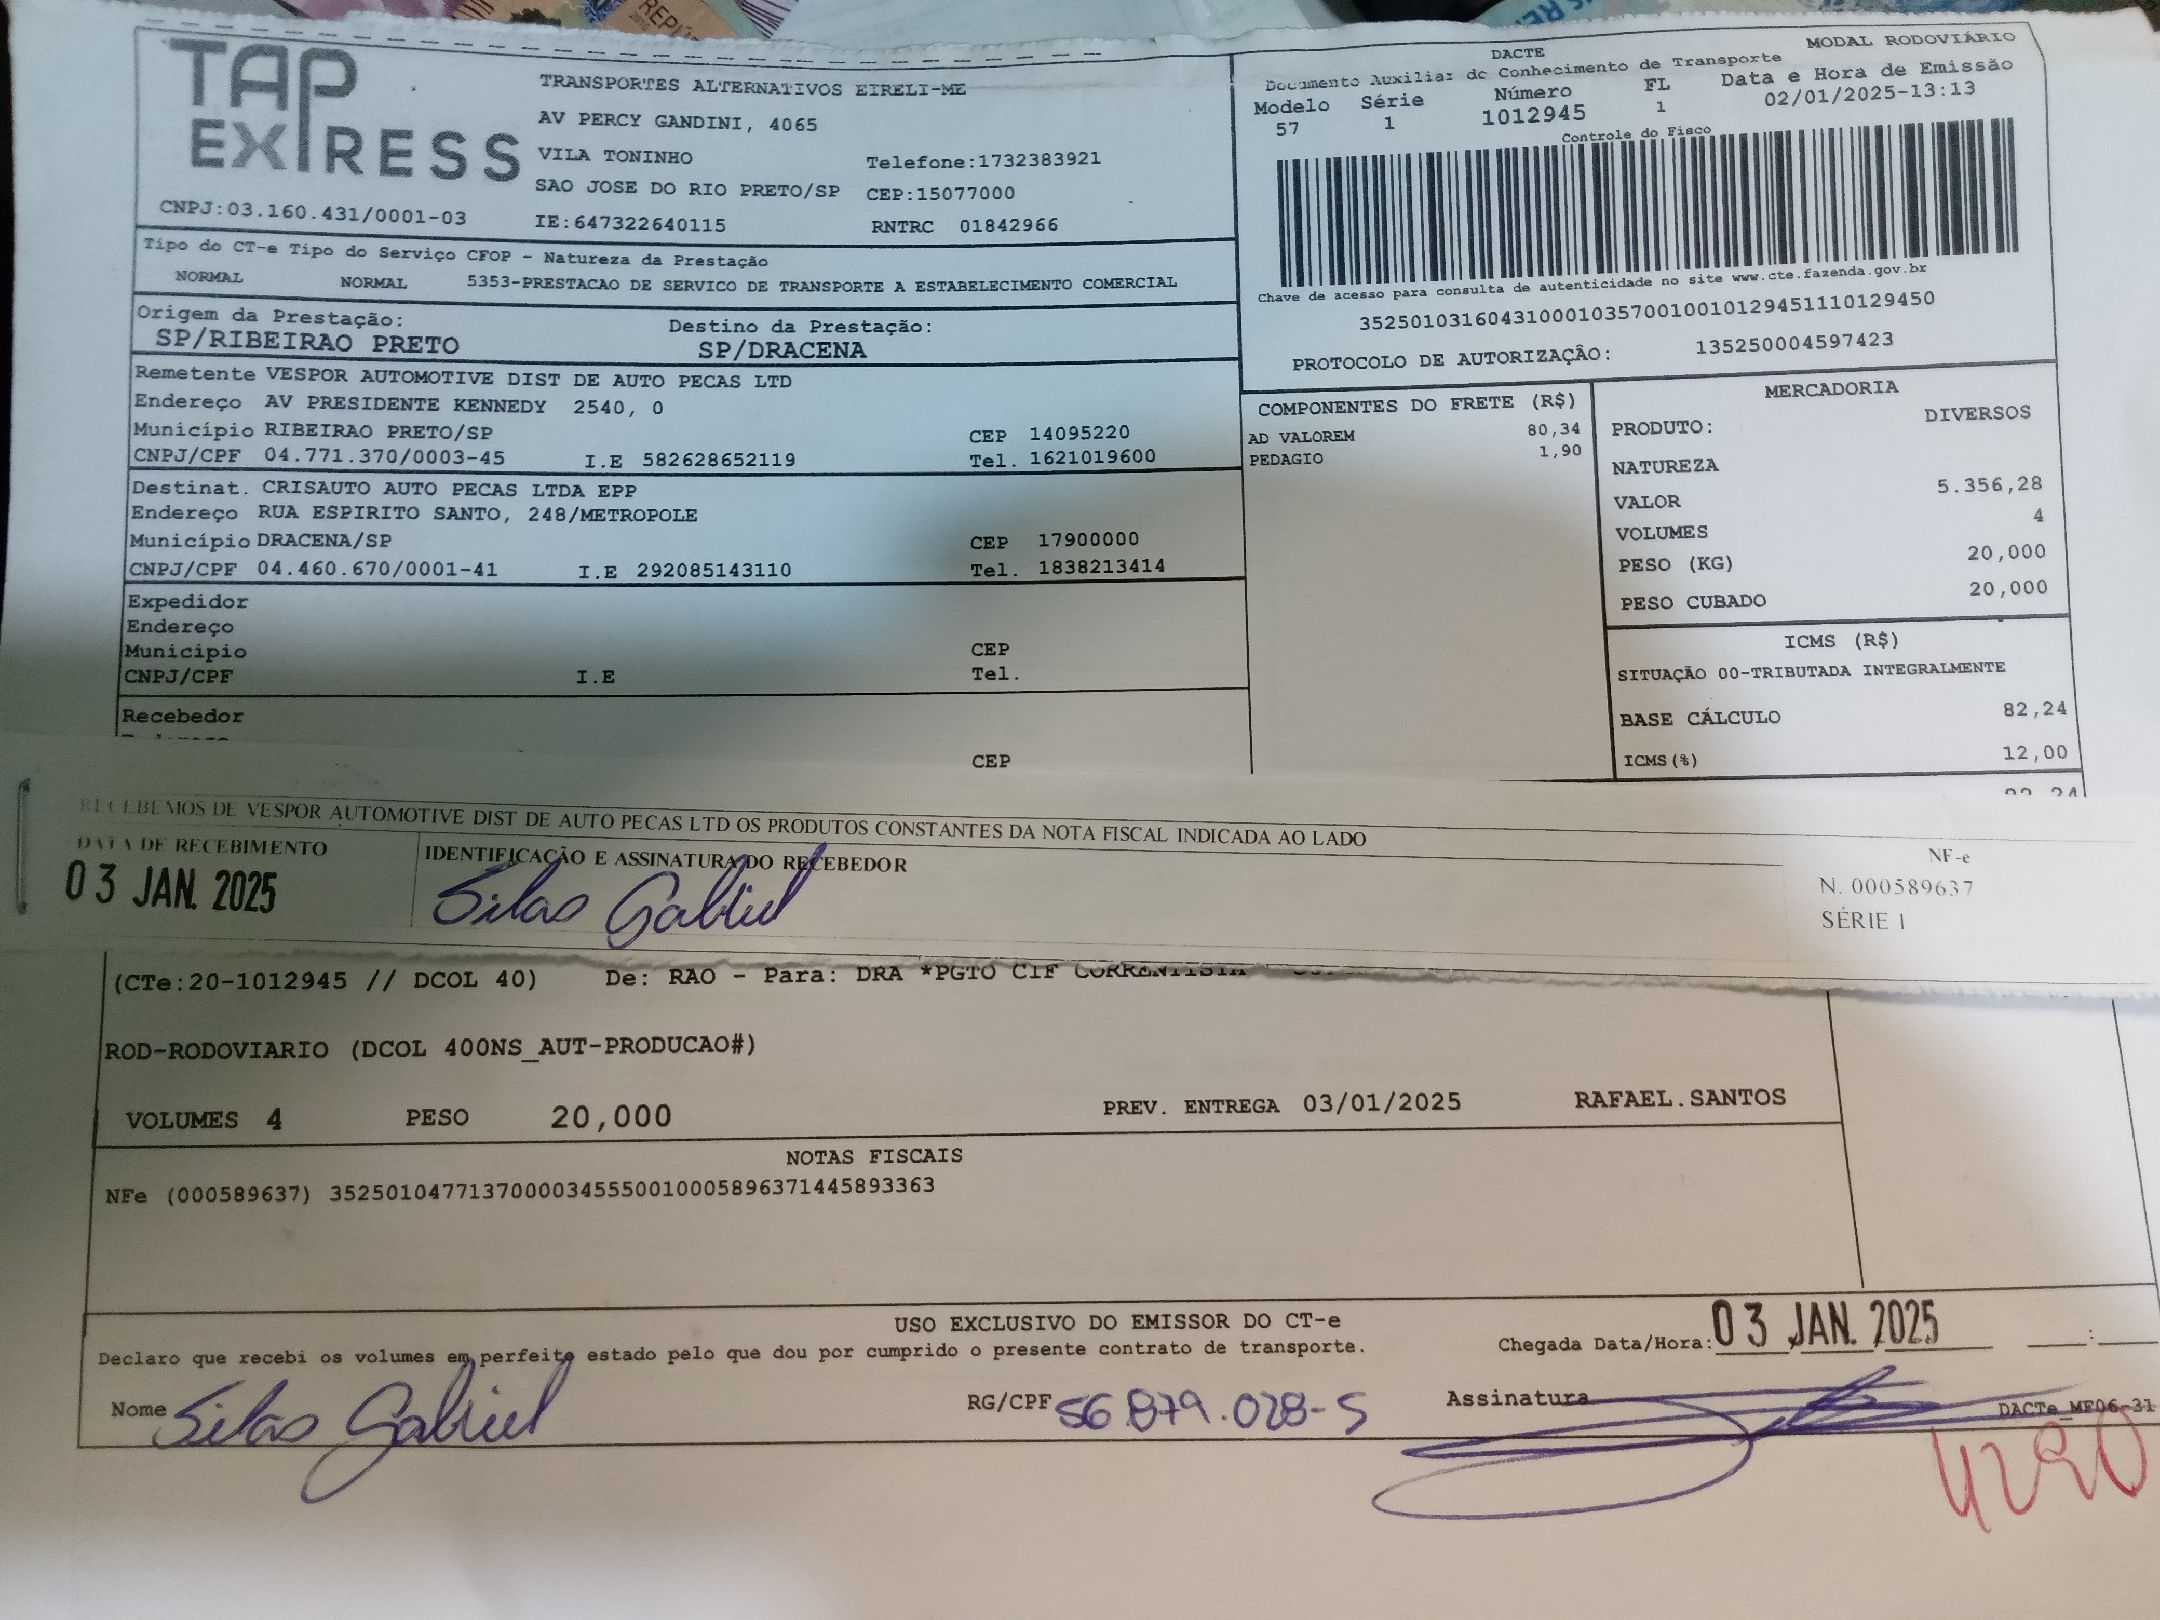 TAP EXPRESS
TRANSPORTES ALTERNATIVOS EIRELI-ME
AV PERCY GANDINI, 4065
VILA TONINHO Telefone:1732383921
SAO JOSE DO RIO PRETO/SP CEP:15077000
CNPJ:03.160.431/0001-03 IE:647322640115 RNTRC 01842966
DACTE MODAL RODOVIÁRIO
Documento Auxiliar de Conhecimento de Transporte
Modelo Série Número FL Data e Hora de Emissão
57 1 1012945 1 02/01/2025-13:13
Controle do Fisco
Chave de acesso para consulta de autenticidade no site www.cte.fazenda.gov.br
35250103160431000103570010010129451110129450
PROTOCOLO DE AUTORIZAÇÃO: 135250004597423
Tipo do CT-e Tipo do Serviço CFOP - Natureza da Prestação
NORMAL NORMAL 5353-PRESTACAO DE SERVICO DE TRANSPORTE A ESTABELECIMENTO COMERCIAL
Origem da Prestação: Destino da Prestação:
SP/RIBEIRAO PRETO SP/DRACENA
Remetente VESPOR AUTOMOTIVE DIST DE AUTO PECAS LTD
Endereço AV PRESIDENTE KENNEDY 2540, 0
Município RIBEIRAO PRETO/SP CEP 14095220
CNPJ/CPF 04.771.370/0003-45 I.E 582628652119 Tel. 1621019600
Destinat. CRISAUTO AUTO PECAS LTDA EPP
Endereço RUA ESPIRITO SANTO, 248/METROPOLE
Município DRACENA/SP CEP 17900000
CNPJ/CPF 04.460.670/0001-41 I.E 292085143110 Tel. 1838213414
Expedidor
Endereço
Município CEP
CNPJ/CPF I.E Tel.
Recebedor
CEP
COMPONENTES DO FRETE (R$)
AD VALOREM 80,34
PEDAGIO 1,90
MERCADORIA
PRODUTO: DIVERSOS
NATUREZA
VALOR 5.356,28
VOLUMES 4
PESO (KG) 20,000
PESO CUBADO 20,000
ICMS (R$)
SITUAÇÃO 00-TRIBUTADA INTEGRALMENTE
BASE CÁLCULO 82,24
ICMS(%) 12,00
RECEBEMOS DE VESPOR AUTOMOTIVE DIST DE AUTO PECAS LTD OS PRODUTOS CONSTANTES DA NOTA FISCAL INDICADA AO LADO
DATA DE RECEBIMENTO IDENTIFICAÇÃO E ASSINATURA DO RECEBEDOR
03 JAN. 2025 Silas Gabriel
NF-e
N. 000589637
SÉRIE 1
(CTe:20-1012945 // DCOL 40) De: RAO - Para: DRA *PGTO CIF CORRENTISTA
ROD-RODOVIARIO (DCOL 400NS_AUT-PRODUCAO#)
VOLUMES 4 PESO 20,000 PREV. ENTREGA 03/01/2025 RAFAEL.SANTOS
NOTAS FISCAIS
NFe (000589637) 35250104771370000345550010005896371445893363
USO EXCLUSIVO DO EMISSOR DO CT-e
Declaro que recebi os volumes em perfeito estado pelo que dou por cumprido o presente contrato de transporte. Chegada Data/Hora: 03 JAN. 2025 :
Nome Silas Gabriel RG/CPF 56.879.028-5 Assinatura DACTe_MF06-31